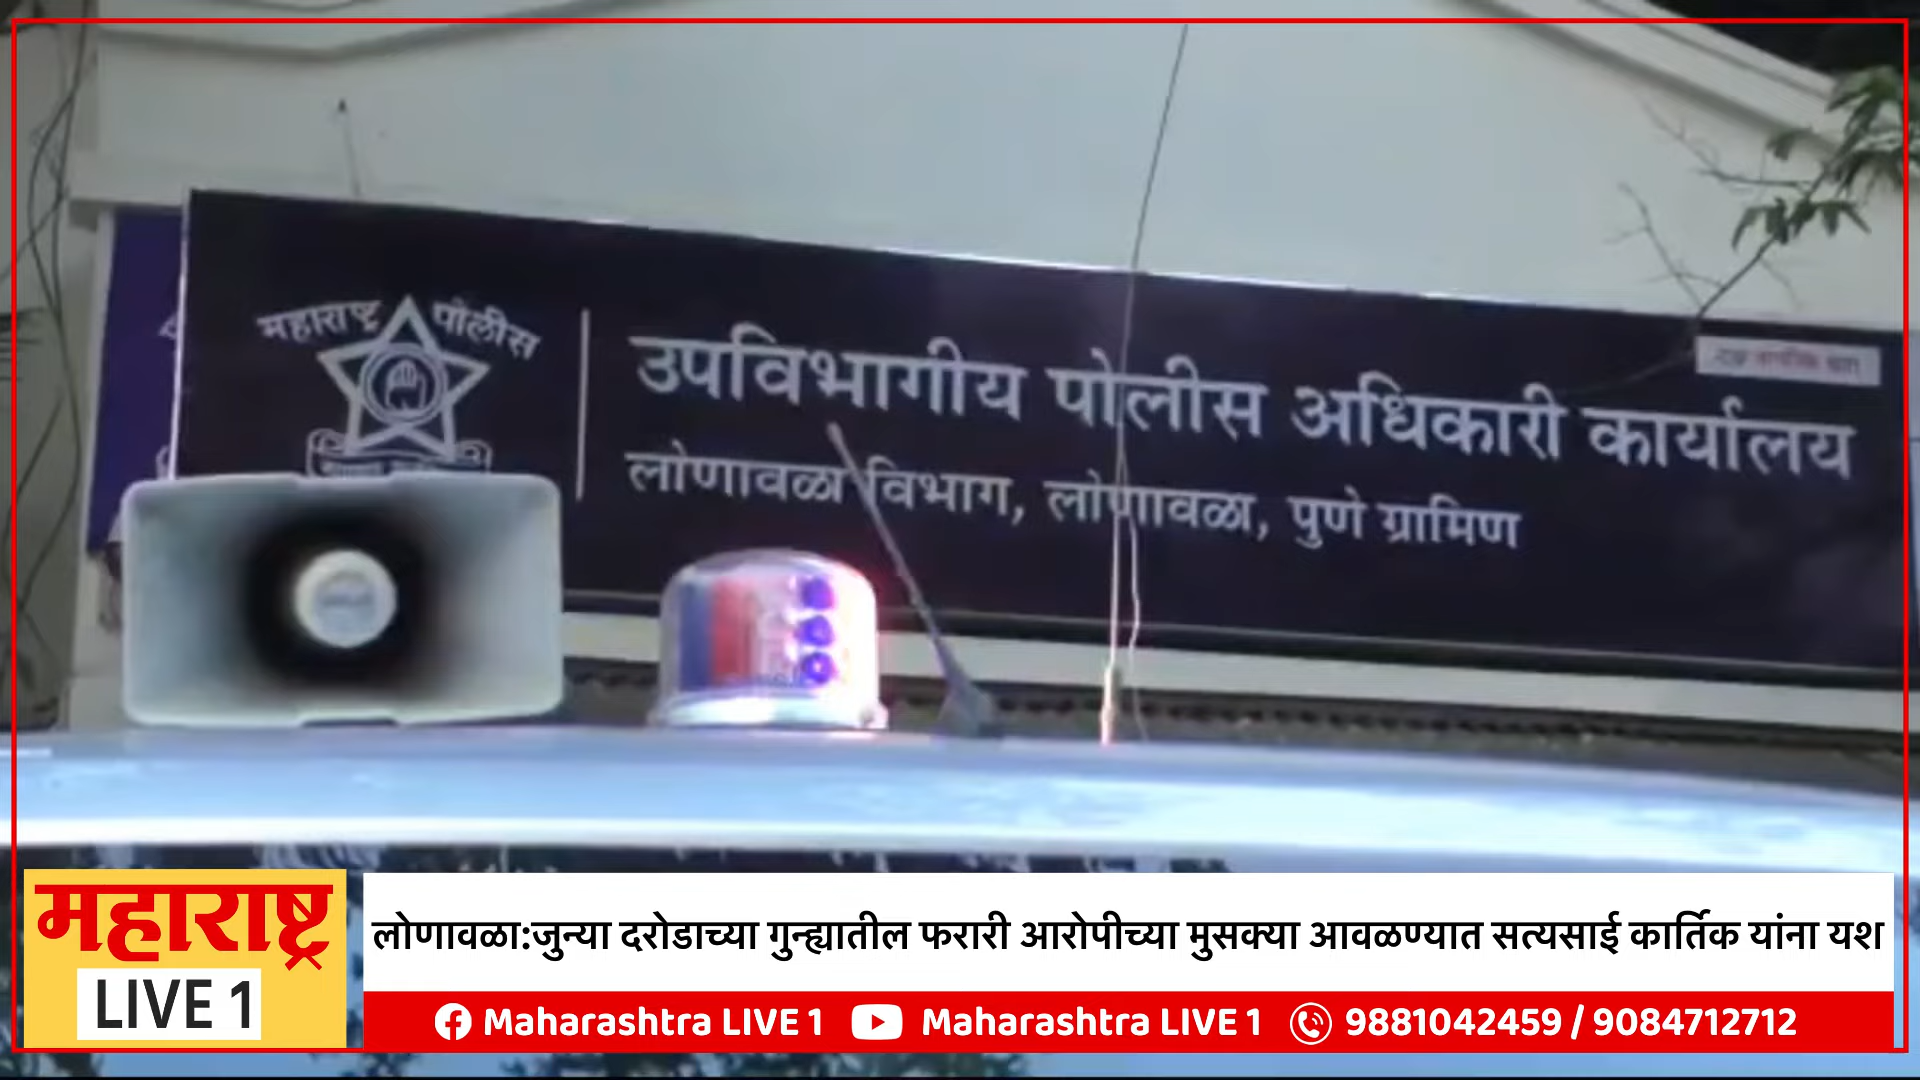 महाराष्ट्र पोलीस
उपविभागीय पोलीस अधिकारी कार्यालय
लोणावळा विभाग, लोणावळा, पुणे ग्रामिण
महाराष्ट्र
LIVE 1
लोणावळा:जुन्या दरोडाच्या गुन्ह्यातील फरारी आरोपीच्या मुसक्या आवळण्यात सत्यसाई कार्तिक यांना यश
Maharashtra LIVE 1 Maharashtra LIVE 1 9881042459 / 9084712712